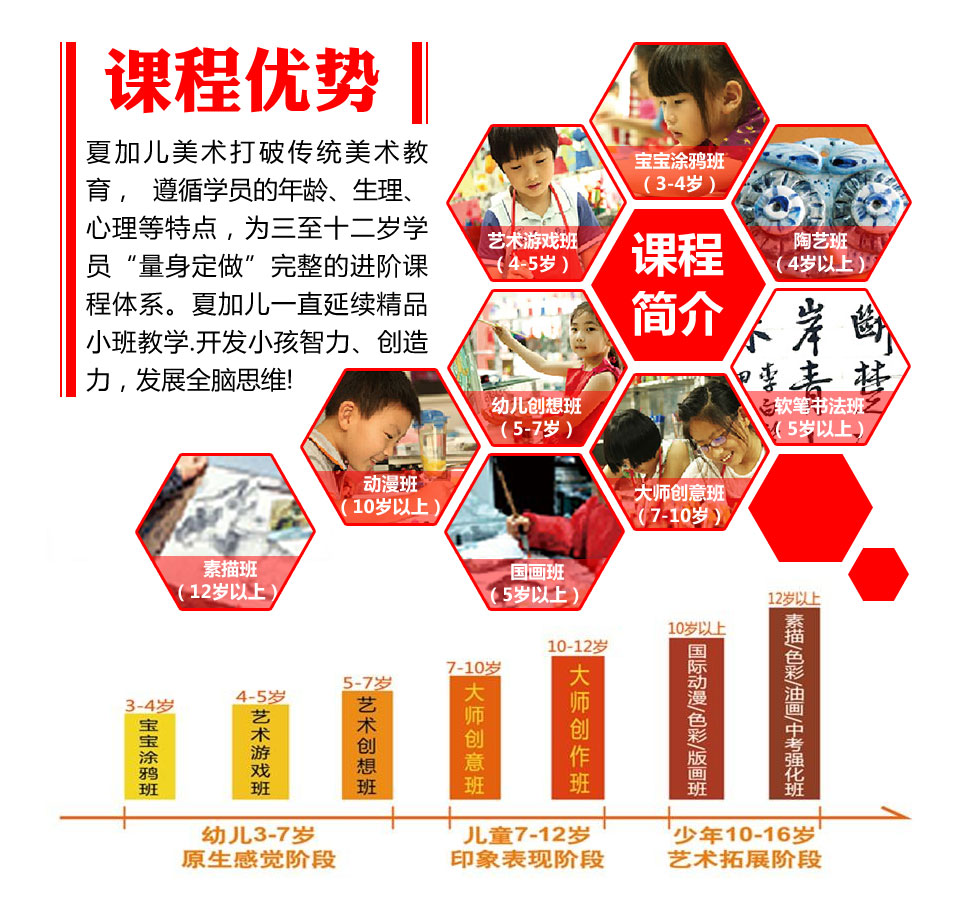 课程优势
夏加儿美术打破传统美术教
育， 遵循学员的年龄、生理、
心理等特点，为三至十二岁学
员“量身定做”完整的进阶课
程体系。夏加儿一直延续精品
小班教学.开发小孩智力、创造
力，发展全脑思维!
宝宝涂鸦班
（3-4岁）
艺术游戏班
（4-5岁）
陶艺班
（4岁以上）
课程
简介
幼儿创想班
（5-7岁）
斷
岸
楚
青
李
白
软笔书法班
（5岁以上）
动漫班
（10岁以上）
大师创意班
（7-10岁）
素描班
（12岁以上）
国画班
（5岁以上）
3-4岁
宝宝涂鸦班
4-5岁
艺术游戏班
5-7岁
艺术创想班
7-10岁
大师创意班
10-12岁
大师创作班
10岁以上
国际动漫/色彩/版画班
12岁以上
素描/色彩/油画/中考强化班
幼儿3-7岁
原生感觉阶段
儿童7-12岁
印象表现阶段
少年10-16岁
艺术拓展阶段